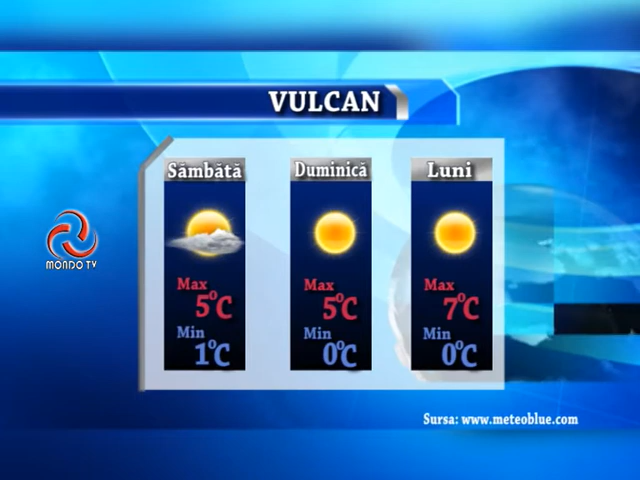 VULCAN
Sâmbătă
Duminică
Luni
Max
5°C
Min
1°C
Max
5°C
Min
0°C
Max
7°C
Min
0°C
MONDO TV
Sursa: www.meteoblue.com